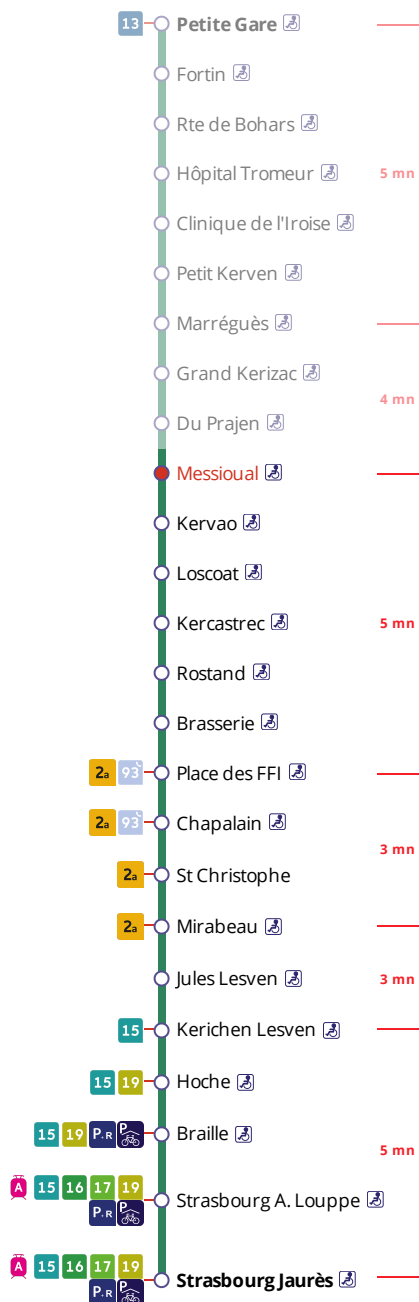 13 Petite Gare
Fortin
Rte de Bohars
Hôpital Tromeur 5 mn
Clinique de l'Iroise
Petit Kerven
Marréguès
Grand Kerizac
4 mn
Du Prajen
Messioual
Kervao
Loscoat
Kercastrec 5 mn
Rostand
Brasserie
2a 93 Place des FFI
2a 93 Chapalain
3 mn
2a St Christophe
2a Mirabeau
Jules Lesven 3 mn
15 Kerichen Lesven
15 19 Hoche
15 19 P+R P Braille
5 mn
A 15 16 17 19
Strasbourg A. Louppe
P+R P
A 15 16 17 19
Strasbourg Jaurès
P+R P